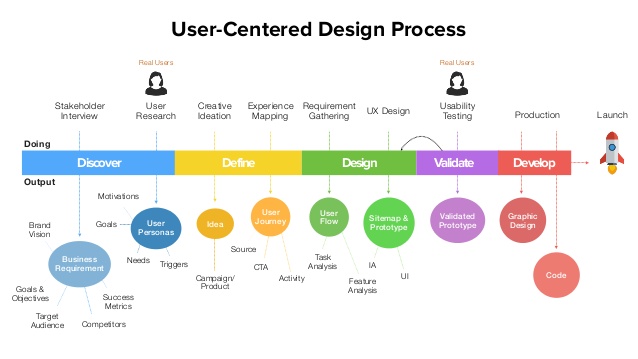 User-Centered Design Process
Real Users
Real Users
Stakeholder
Interview
User
Research
Creative
Ideation
Experience
Mapping
Requirement
Gathering
UX Design
Usability
Testing
Production
Launch
Doing
Discover
Define
Design
Validate
Develop
Output
Motivations
Goals
User
Personas
Needs
Triggers
Brand
Vision
Business
Requirement
Goals &
Objectives
Target
Audience
Competitors
Success
Metrics
Idea
Campaign/
Product
User
Journey
Source
CTA
Activity
User
Flow
Task
Analysis
Feature
Analysis
Sitemap &
Prototype
IA
UI
Validated
Prototype
Graphic
Design
Code